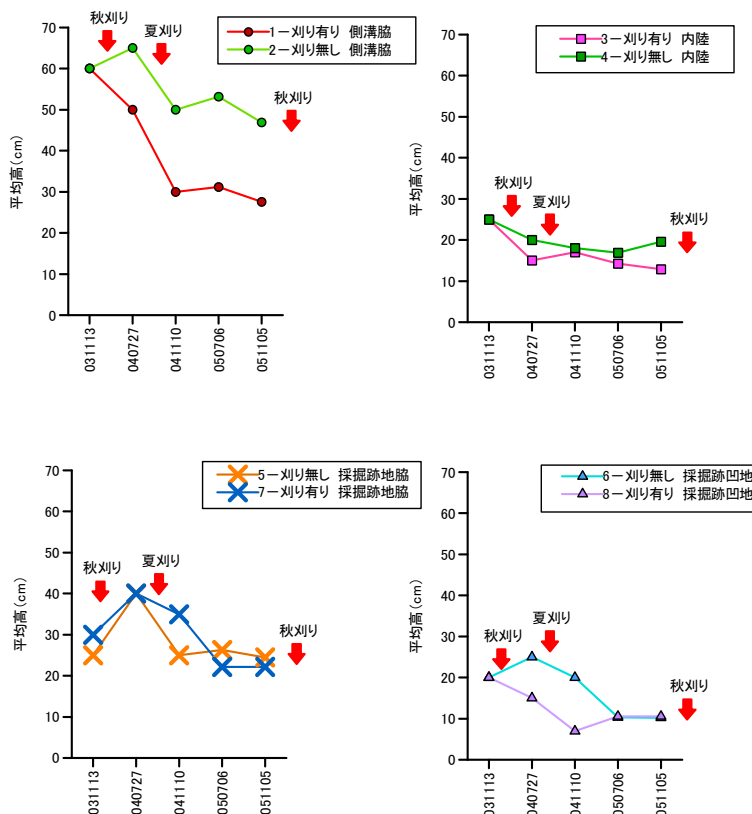 秋刈り
夏刈り
1－刈り有り 側溝脇
2－刈り無し 側溝脇
秋刈り
平均高(cm)
70
60
50
40
30
20
10
0
031113
040727
041110
050706
051105
3－刈り有り 内陸
4－刈り無し 内陸
秋刈り
夏刈り
秋刈り
平均高(cm)
70
60
50
40
30
20
10
0
031113
040727
041110
050706
051105
5－刈り無し 採掘跡地脇
7－刈り有り 採掘跡地脇
秋刈り
夏刈り
秋刈り
平均高(cm)
70
60
50
40
30
20
10
0
031113
040727
041110
050706
051105
6－刈り無し 採掘跡凹地
8－刈り有り 採掘跡凹地
秋刈り
夏刈り
秋刈り
平均高(cm)
70
60
50
40
30
20
10
0
031113
040727
041110
050706
051105